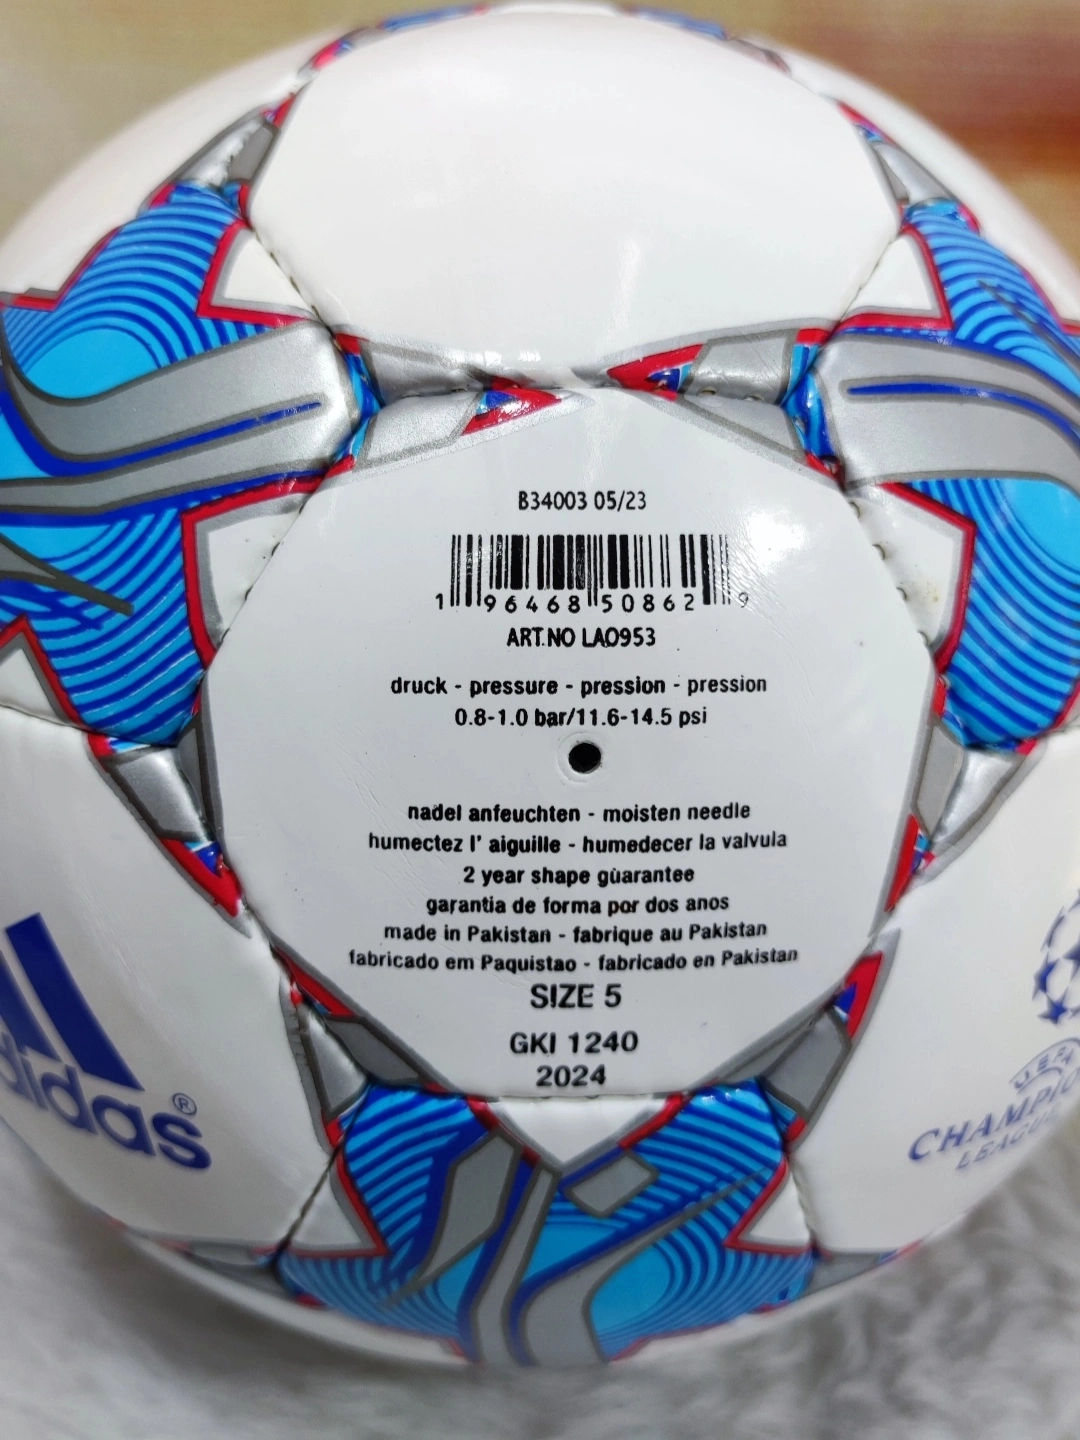 B34003 05/23
1 96468 50862 9
ART.NO LAO953
druck - pressure - pression - pression
0.8-1.0 bar/11.6-14.5 psi
nadel anfeuchten - moisten needle
humectez l' aiguille - humedecer la valvula
2 year shape guarantee
garantia de forma por dos anos
made in Pakistan - fabrique au Pakistan
fabricado em Paquistao - fabricado en Pakistan
SIZE 5
GKI 1240
2024
adidas®
UEFA
CHAMPIO
LEAGUE